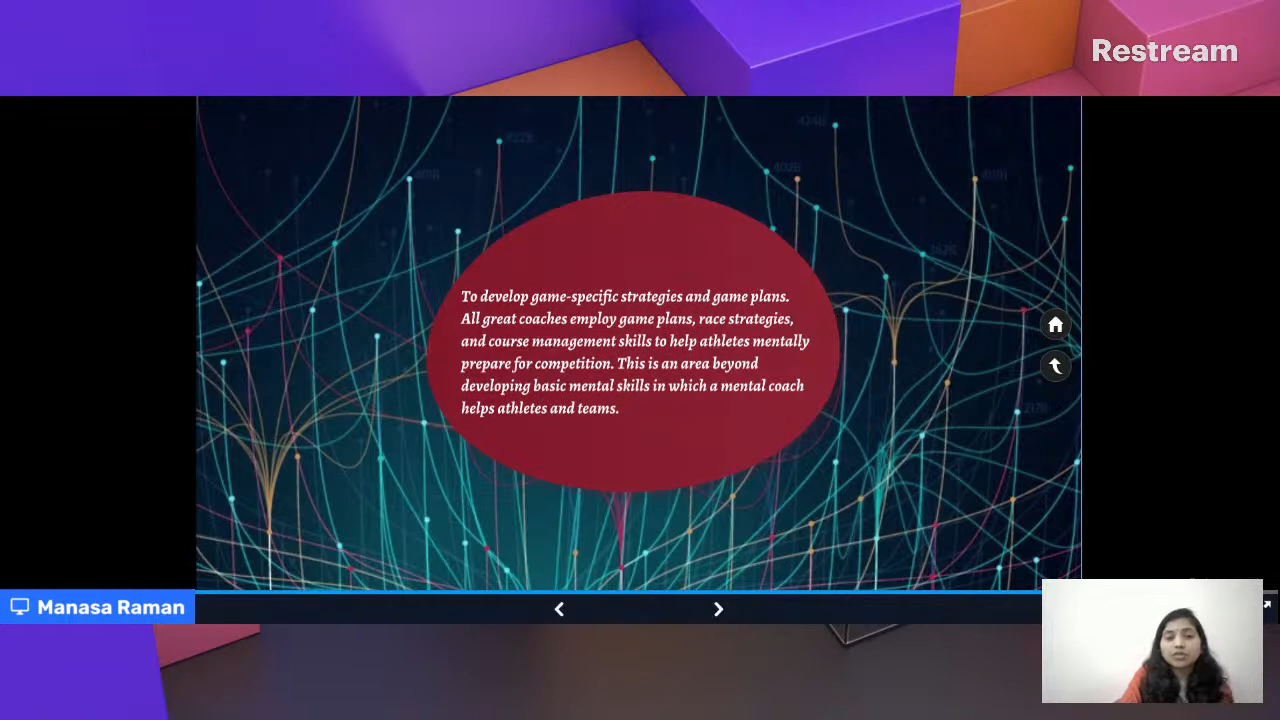 Restream
To develop game-specific strategies and game plans.
All great coaches employ game plans, race strategies,
and course management skills to help athletes mentally
prepare for competition. This is an area beyond
developing basic mental skills in which a mental coach
helps athletes and teams.
Manasa Raman